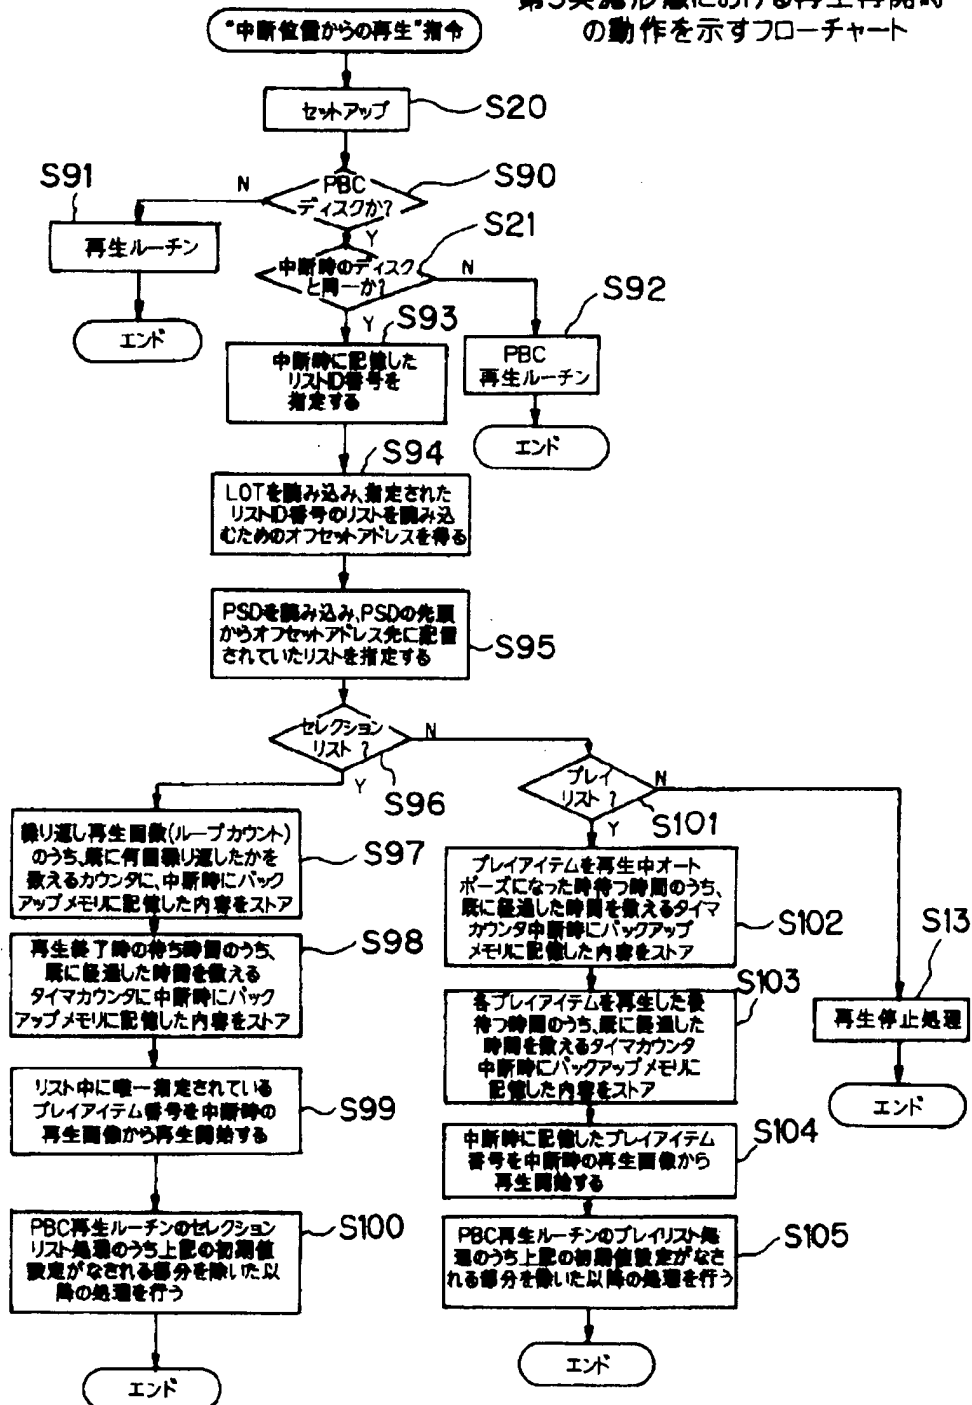 第5実施形態における再生再開時
の動作を示すフローチャート
"中断位置からの再生"指令
セットアップ
S20
PBC
ディスクか?
S90
N
Y
S91
再生ルーチン
エンド
中断時のディスク
と同一か?
S21
N
Y
S92
PBC
再生ルーチン
エンド
S93
中断時に記憶した
リストID番号を
指定する
S94
LOTを読み込み、指定された
リストID番号のリストを読み込
むためのオフセットアドレスを得る
PSDを読み込み、PSDの先頭
からオフセットアドレス先に配置
されていたリストを指定する
S95
セレクション
リスト?
S96
N
Y
プレイ
リスト?
S101
N
Y
繰り返し再生回数(ループカウント)
のうち、既に何回繰り返したかを
数えるカウンタに、中断時にバック
アップメモリに記憶した内容をストア
S97
再生終了時の待ち時間のうち、
既に経過した時間を数える
タイマカウンタに中断時にバック
アップメモリに記憶した内容をストア
S98
リスト中に唯一指定されている
プレイアイテム番号を中断時の
再生画像から再生開始する
S99
PBC再生ルーチンのセレクション
リスト処理のうち上記の初期値
設定がなされる部分を除いた以
降の処理を行う
S100
エンド
プレイアイテムを再生中オート
ポーズになった時待つ時間のうち、
既に経過した時間を数えるタイマ
カウンタ中断時にバックアップ
メモリに記憶した内容をストア
S102
各プレイアイテムを再生した後
待つ時間のうち、既に経過した
時間を数えるタイマカウンタ
中断時にバックアップメモリに
記憶した内容をストア
S103
中断時に記憶したプレイアイテム
番号を中断時の再生画像から
再生開始する
S104
PBC再生ルーチンのプレイリスト処
理のうち上記の初期値設定がなさ
れる部分を除いた以降の処理を行う
S105
エンド
S13
再生停止処理
エンド